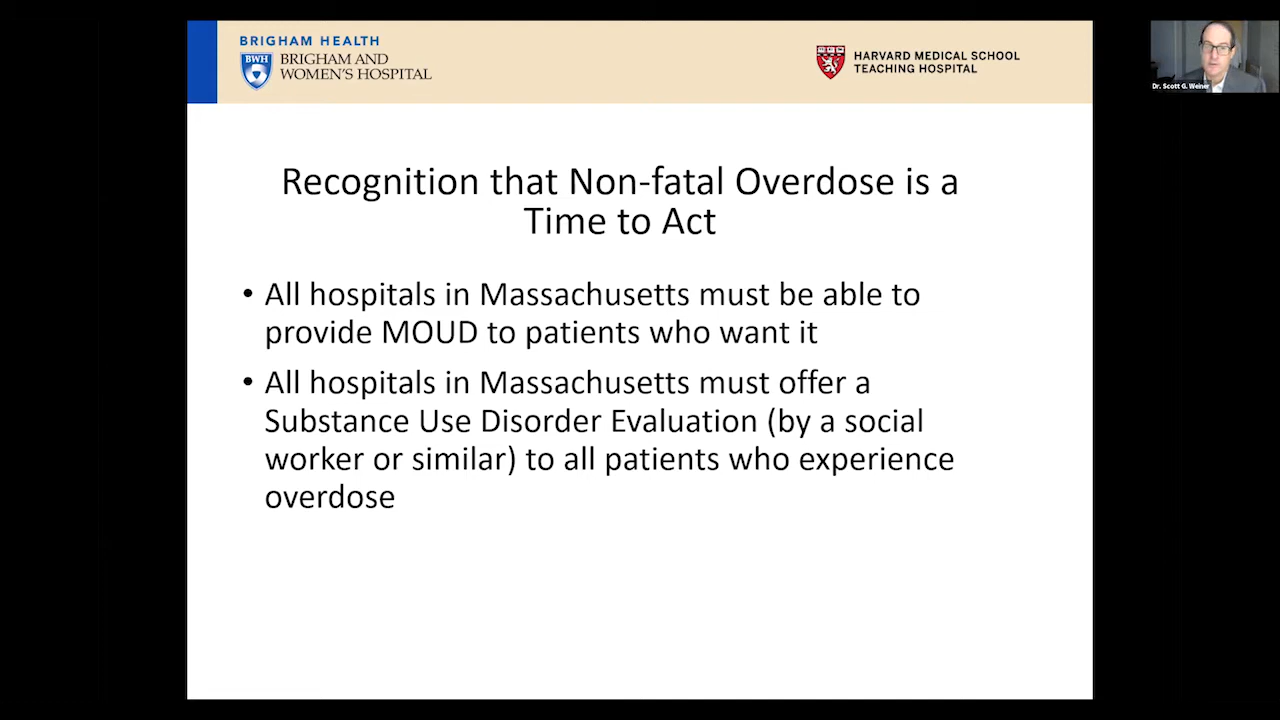 BRIGHAM HEALTH
BWH
BRIGHAM AND
WOMEN'S HOSPITAL
HARVARD MEDICAL SCHOOL
TEACHING HOSPITAL
Dr. Scott G. Weiner
Recognition that Non-fatal Overdose is a
Time to Act
• All hospitals in Massachusetts must be able to
provide MOUD to patients who want it
• All hospitals in Massachusetts must offer a
Substance Use Disorder Evaluation (by a social
worker or similar) to all patients who experience
overdose